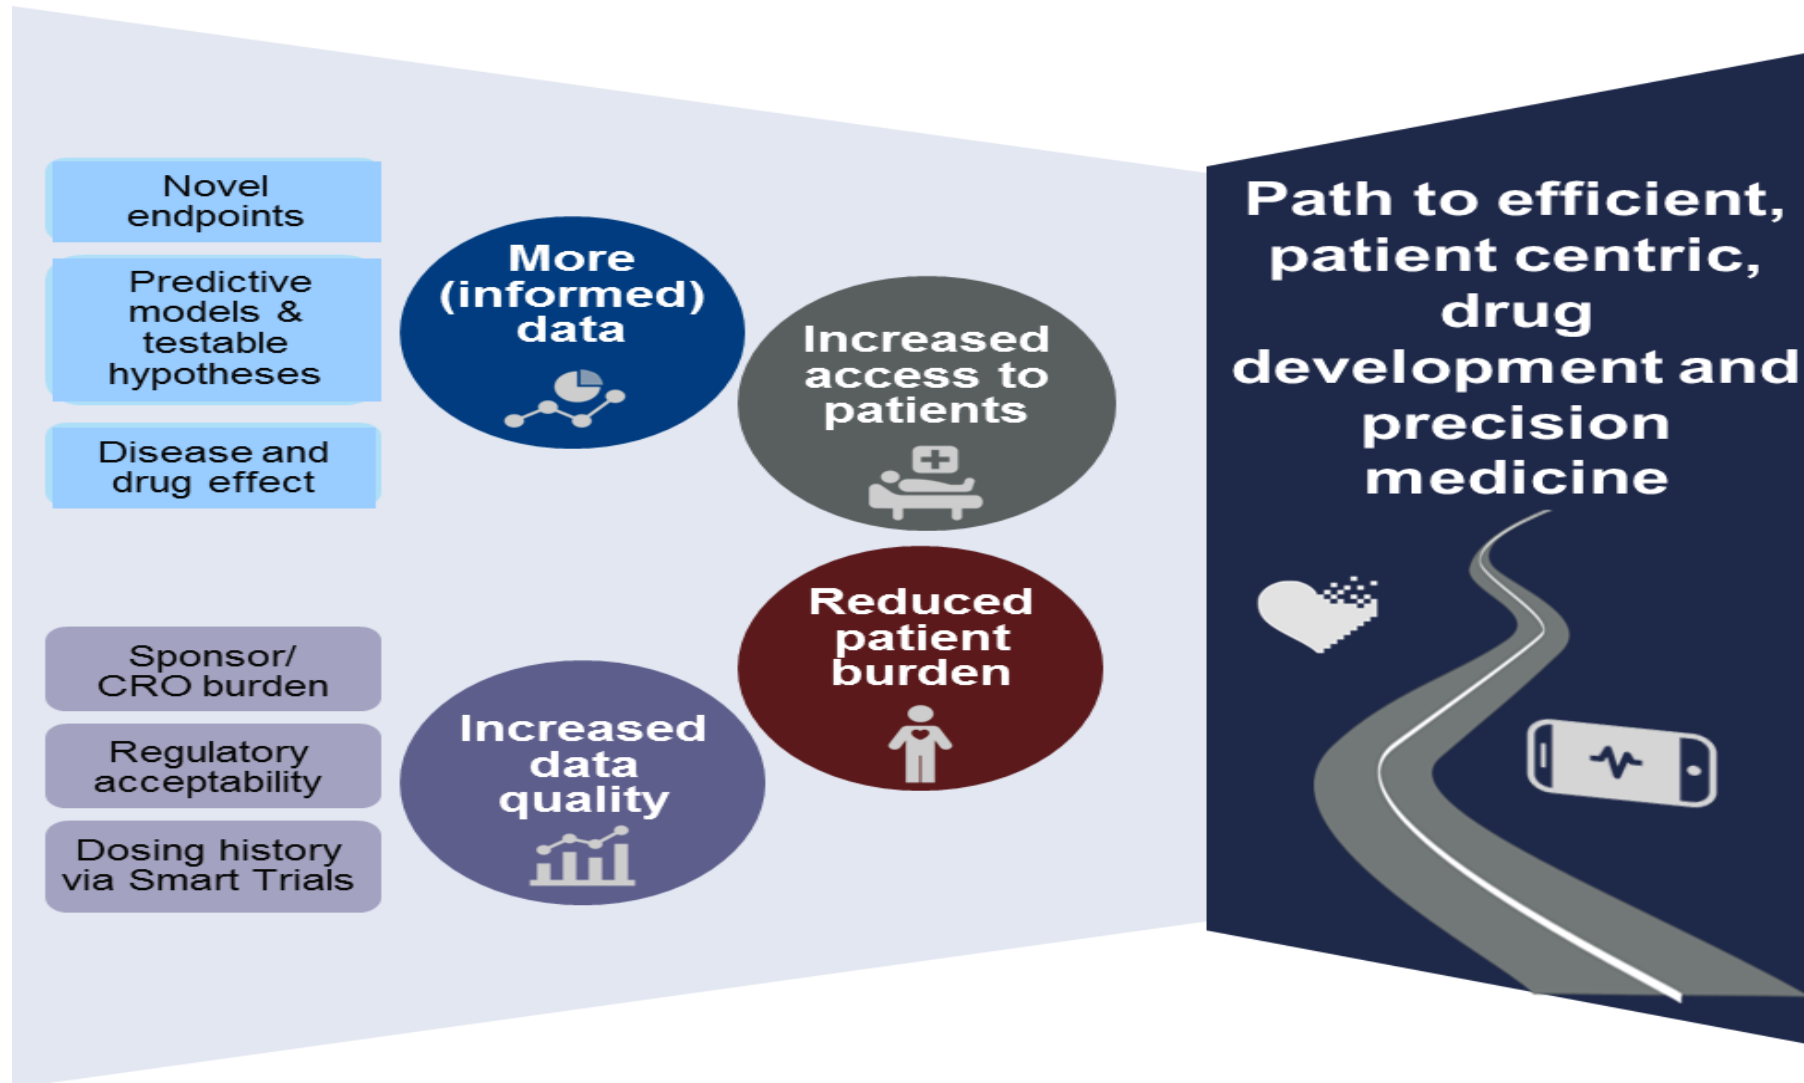 Novel
endpoints
Predictive
models &
testable
hypotheses
Disease and
drug effect
More
(informed)
data
Increased
access to
patients
Reduced
patient
burden
Increased
data
quality
Sponsor/
CRO burden
Regulatory
acceptability
Dosing history
via Smart Trials
Path to efficient,
patient centric,
drug
development and
precision
medicine